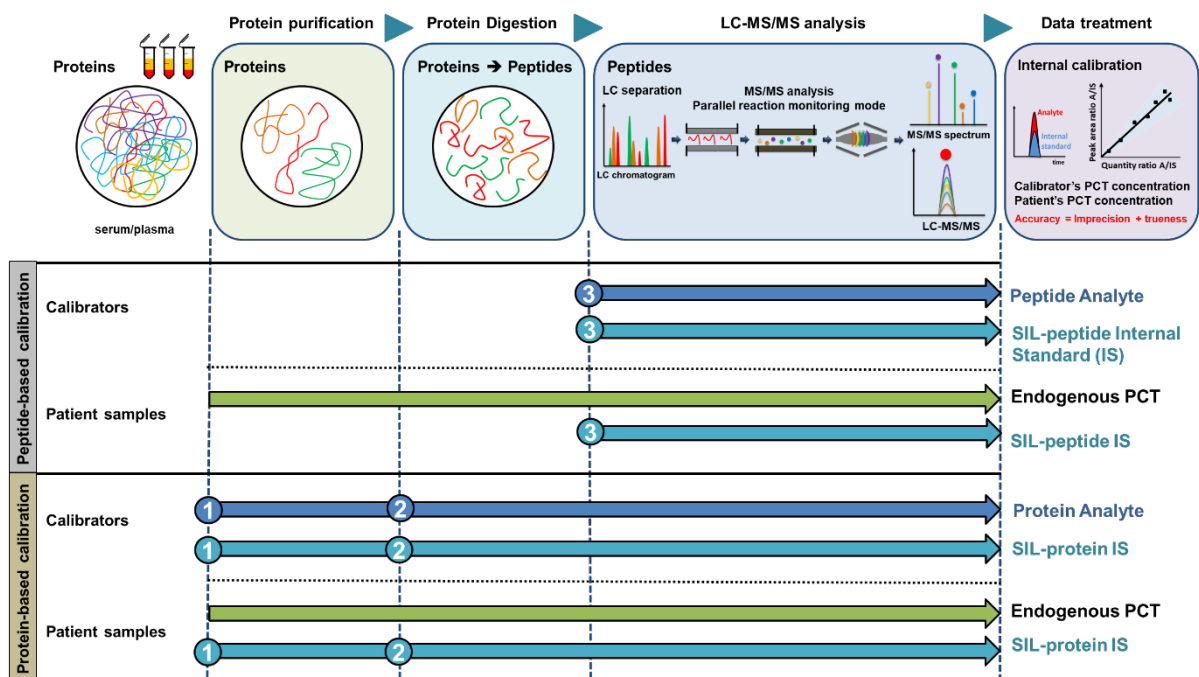 Protein purification
Protein Digestion
LC-MS/MS analysis
Data treatment
Proteins
serum/plasma
Proteins
Proteins ➔ Peptides
Peptides
LC separation
LC chromatogram
MS/MS analysis
Parallel reaction monitoring mode
MS/MS spectrum
LC-MS/MS
Internal calibration
Analyte
Internal
standard
time
Peak area ratio A/IS
Quantity ratio A/IS
Calibrator's PCT concentration
Patient's PCT concentration
Accuracy = Imprecision + trueness
Peptide-based calibration
Calibrators
3
Peptide Analyte
3
SIL-peptide Internal
Standard (IS)
Patient samples
Endogenous PCT
3
SIL-peptide IS
Protein-based calibration
Calibrators
1 2
Protein Analyte
1 2
SIL-protein IS
Patient samples
Endogenous PCT
1 2
SIL-protein IS